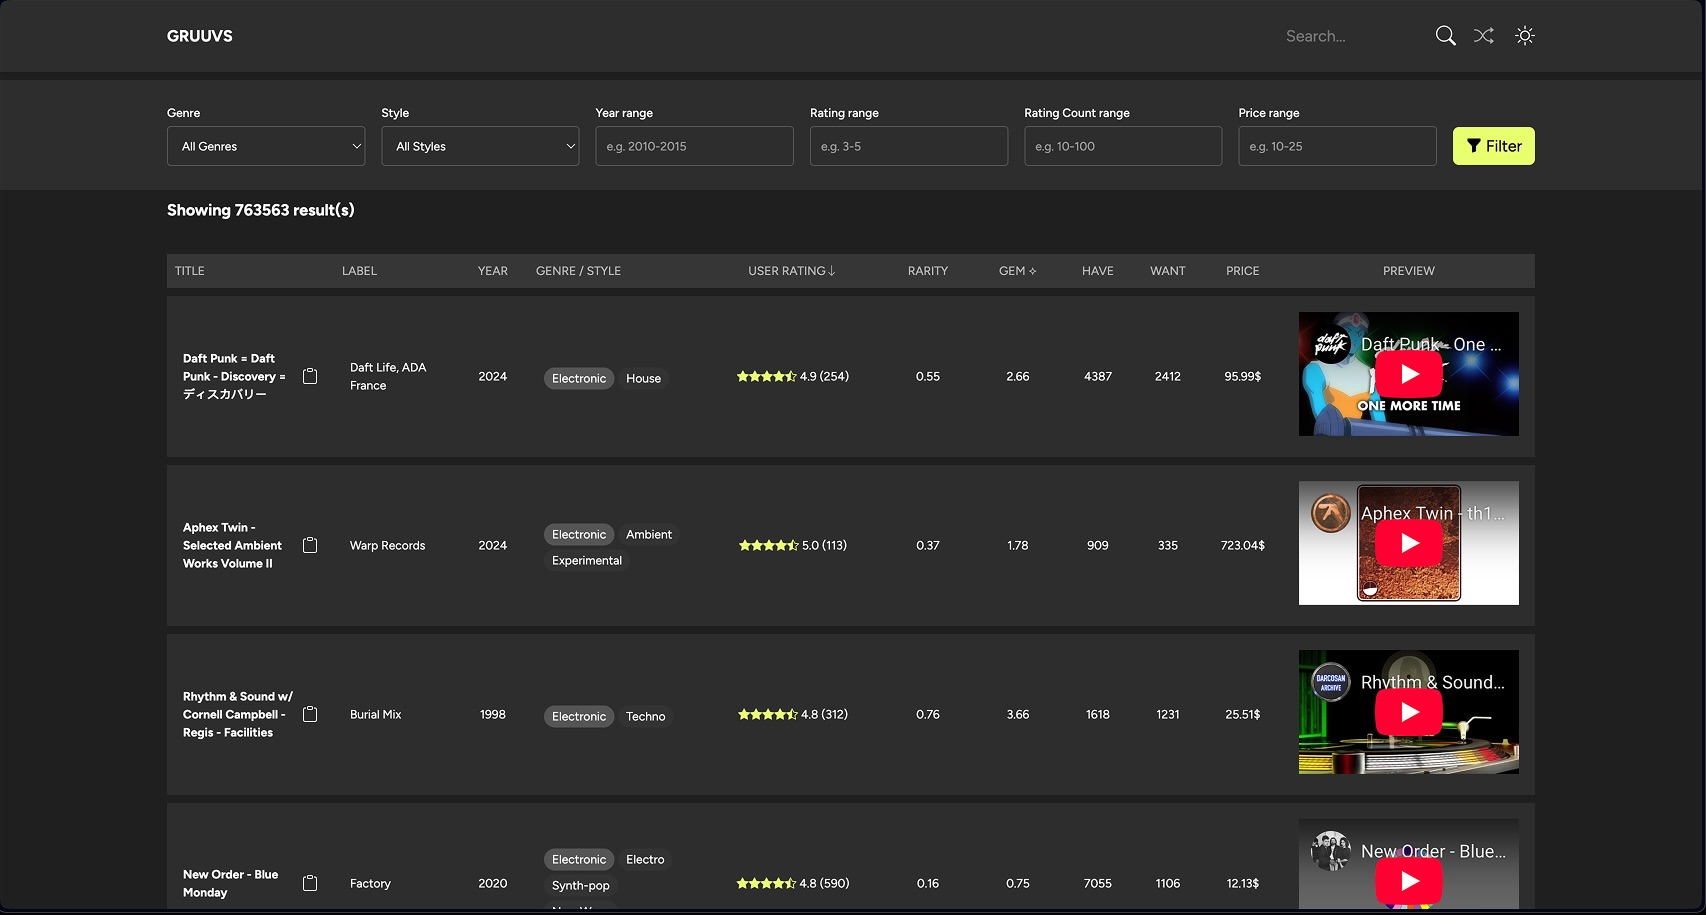 GRUUVS
Search...
Genre
Style
Year range
Rating range
Rating Count range
Price range
All Genres
All Styles
e.g. 2010-2015
e.g. 3-5
e.g. 10-100
e.g. 10-25
Filter
Showing 763563 result(s)
TITLE LABEL YEAR GENRE / STYLE USER RATING↓ RARITY GEM ✧ HAVE WANT PRICE PREVIEW
Daft Punk = Daft
Punk - Discovery =
ディスカバリー
Daft Life, ADA
France
2024
Electronic House
4.9 (254)
0.55
2.66
4387
2412
95.99$
daft punk
Daft Punk - One ...
ONE MORE TIME
Aphex Twin -
Selected Ambient
Works Volume II
Warp Records
2024
Electronic Ambient
Experimental
5.0 (113)
0.37
1.78
909
335
723.04$
Aphex Twin - th1...
Rhythm & Sound w/
Cornell Campbell -
Regis - Facilities
Burial Mix
1998
Electronic Techno
4.8 (312)
0.76
3.66
1618
1231
25.51$
DARCOSAN
ARCHIVE
Rhythm & Sound...
New Order - Blue
Monday
Factory
2020
Electronic Electro
Synth-pop
4.8 (590)
0.16
0.75
7055
1106
12.13$
New Order - Blue...